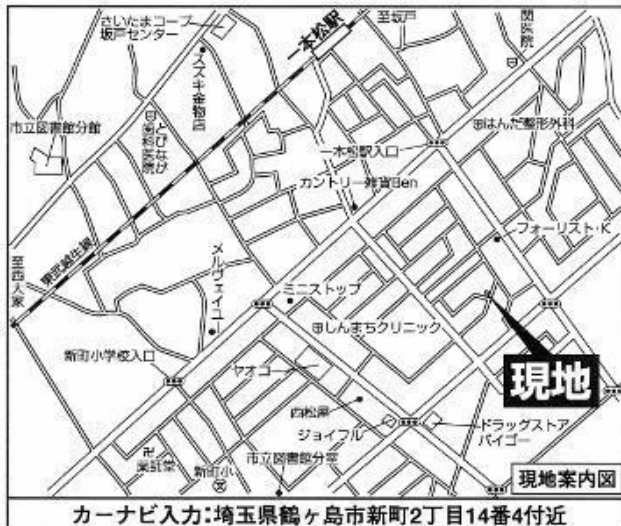 さいたまコープ
坂戸センター
スズキ金物店
一本松駅
至坂戸
関医院
市立図書館分館
とびなが
歯科医院
はんだ整形外科
一本松駅入口
カントリー雑貨Ben
フォーリスト・K
東武越生線
至西大家
メルヴェイユ
ミニストップ
しんまちクリニック
新町小学校入口
ヤオコー
現地
西松屋
ジョイフル
ドラッグストア
バイゴー
薬師堂
新町小
市立図書館分室
現地案内図
カーナビ入力:埼玉県鶴ヶ島市新町2丁目14番4付近